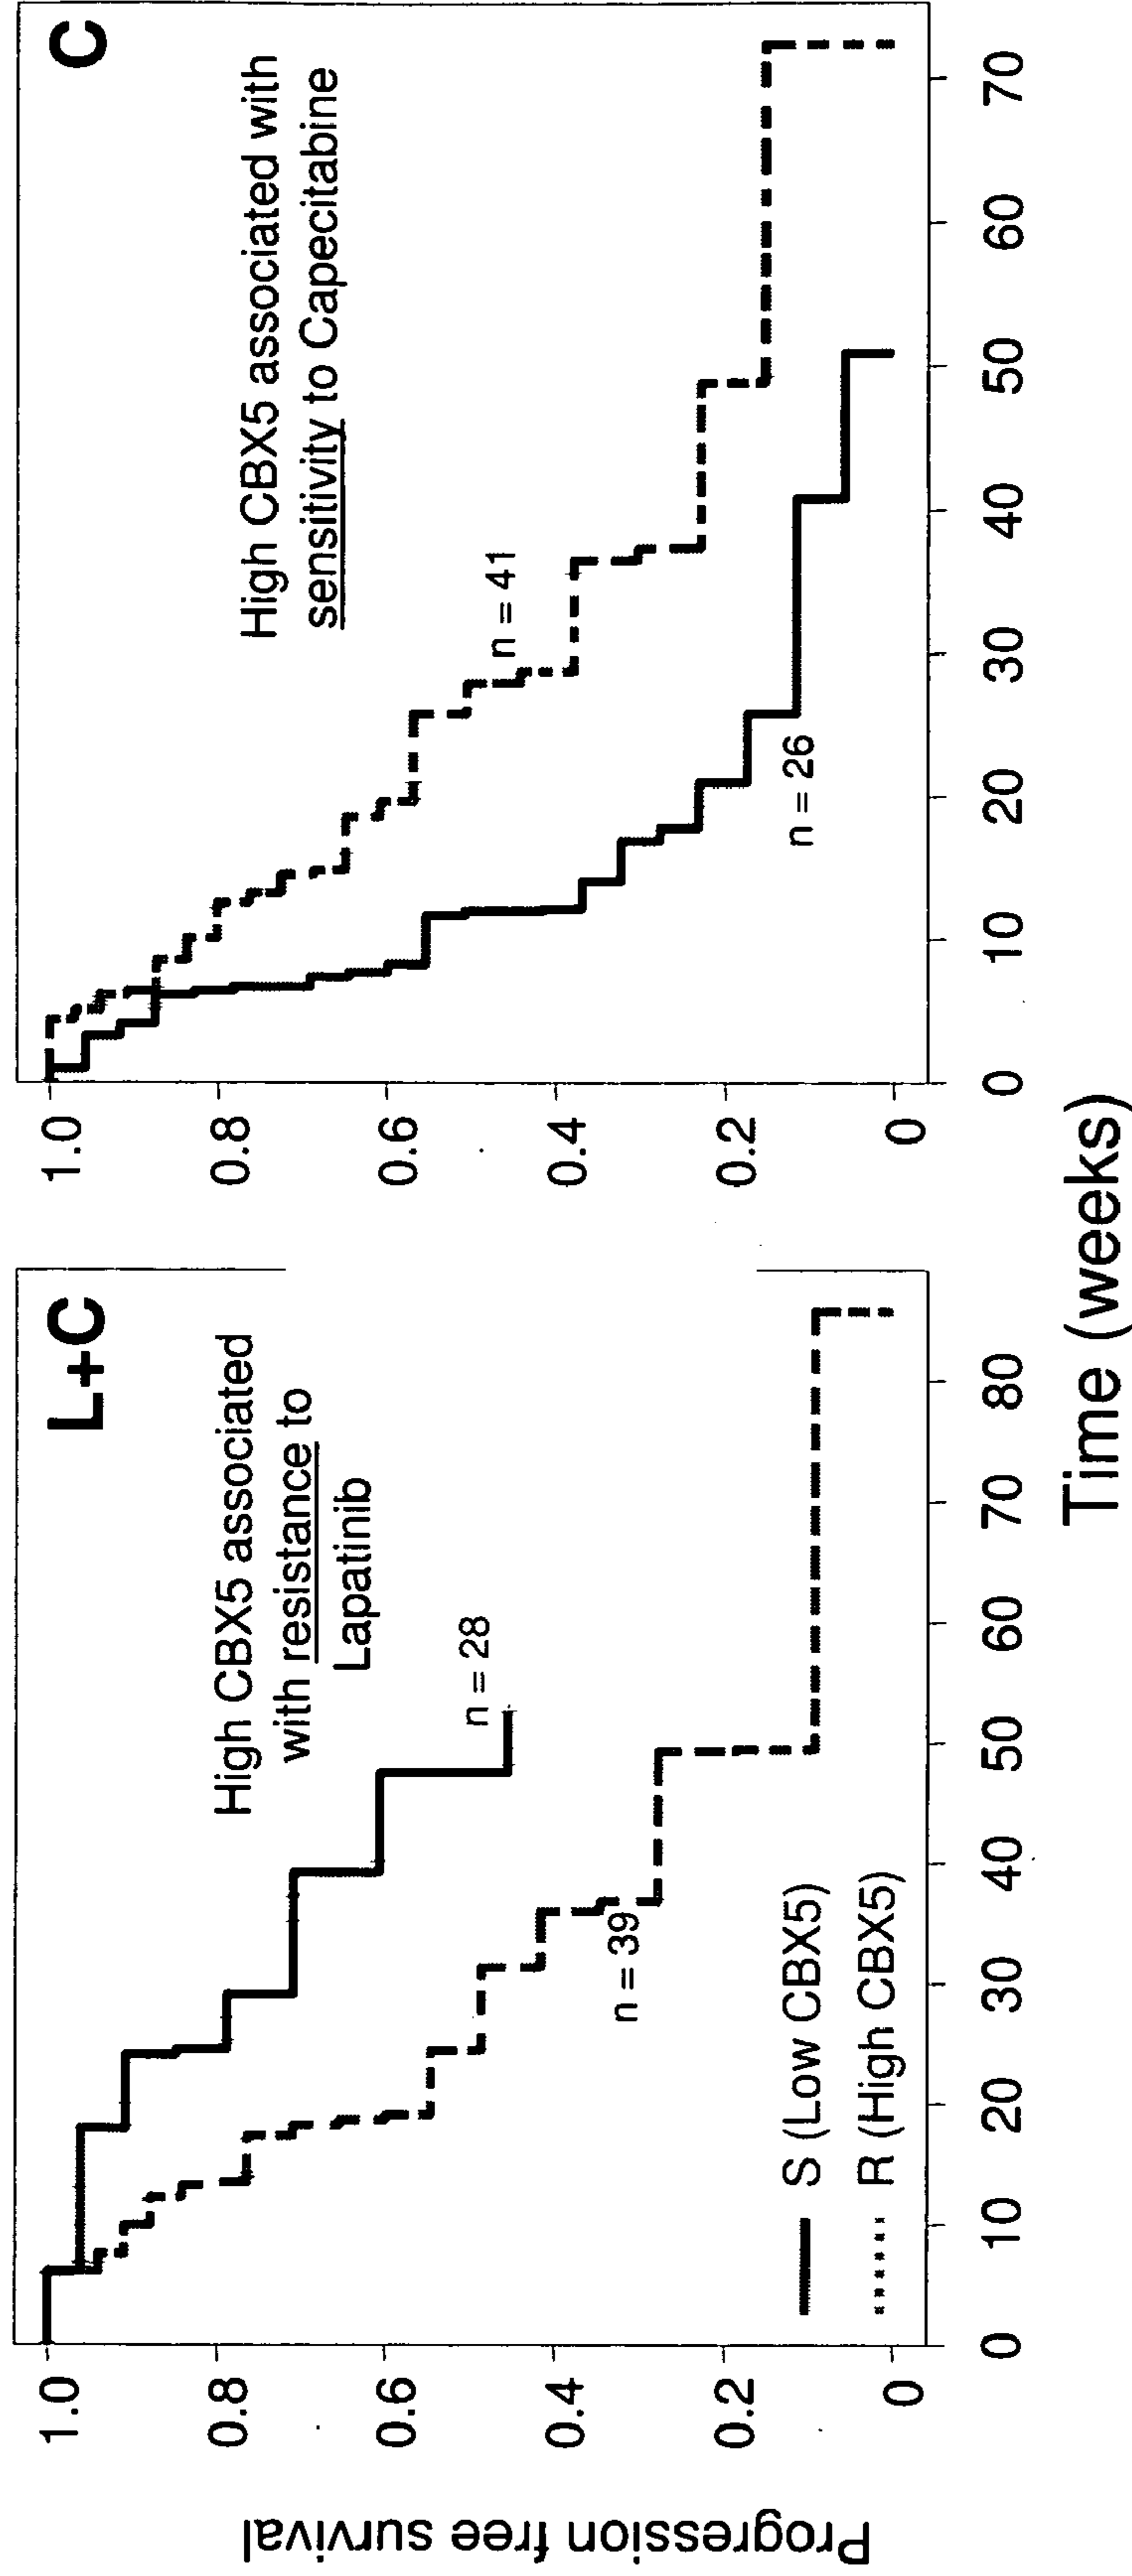 Progression free survival
1.0
0.8
0.6
0.4
0.2
0
L+C
High CBX5 associated
with resistance to
Lapatinib
n = 28
n = 39
S (Low CBX5)
R (High CBX5)
0 10 20 30 40 50 60 70 80
1.0
0.8
0.6
0.4
0.2
0
C
High CBX5 associated with
sensitivity to Capecitabine
n = 41
n = 26
0 10 20 30 40 50 60 70
Time (weeks)